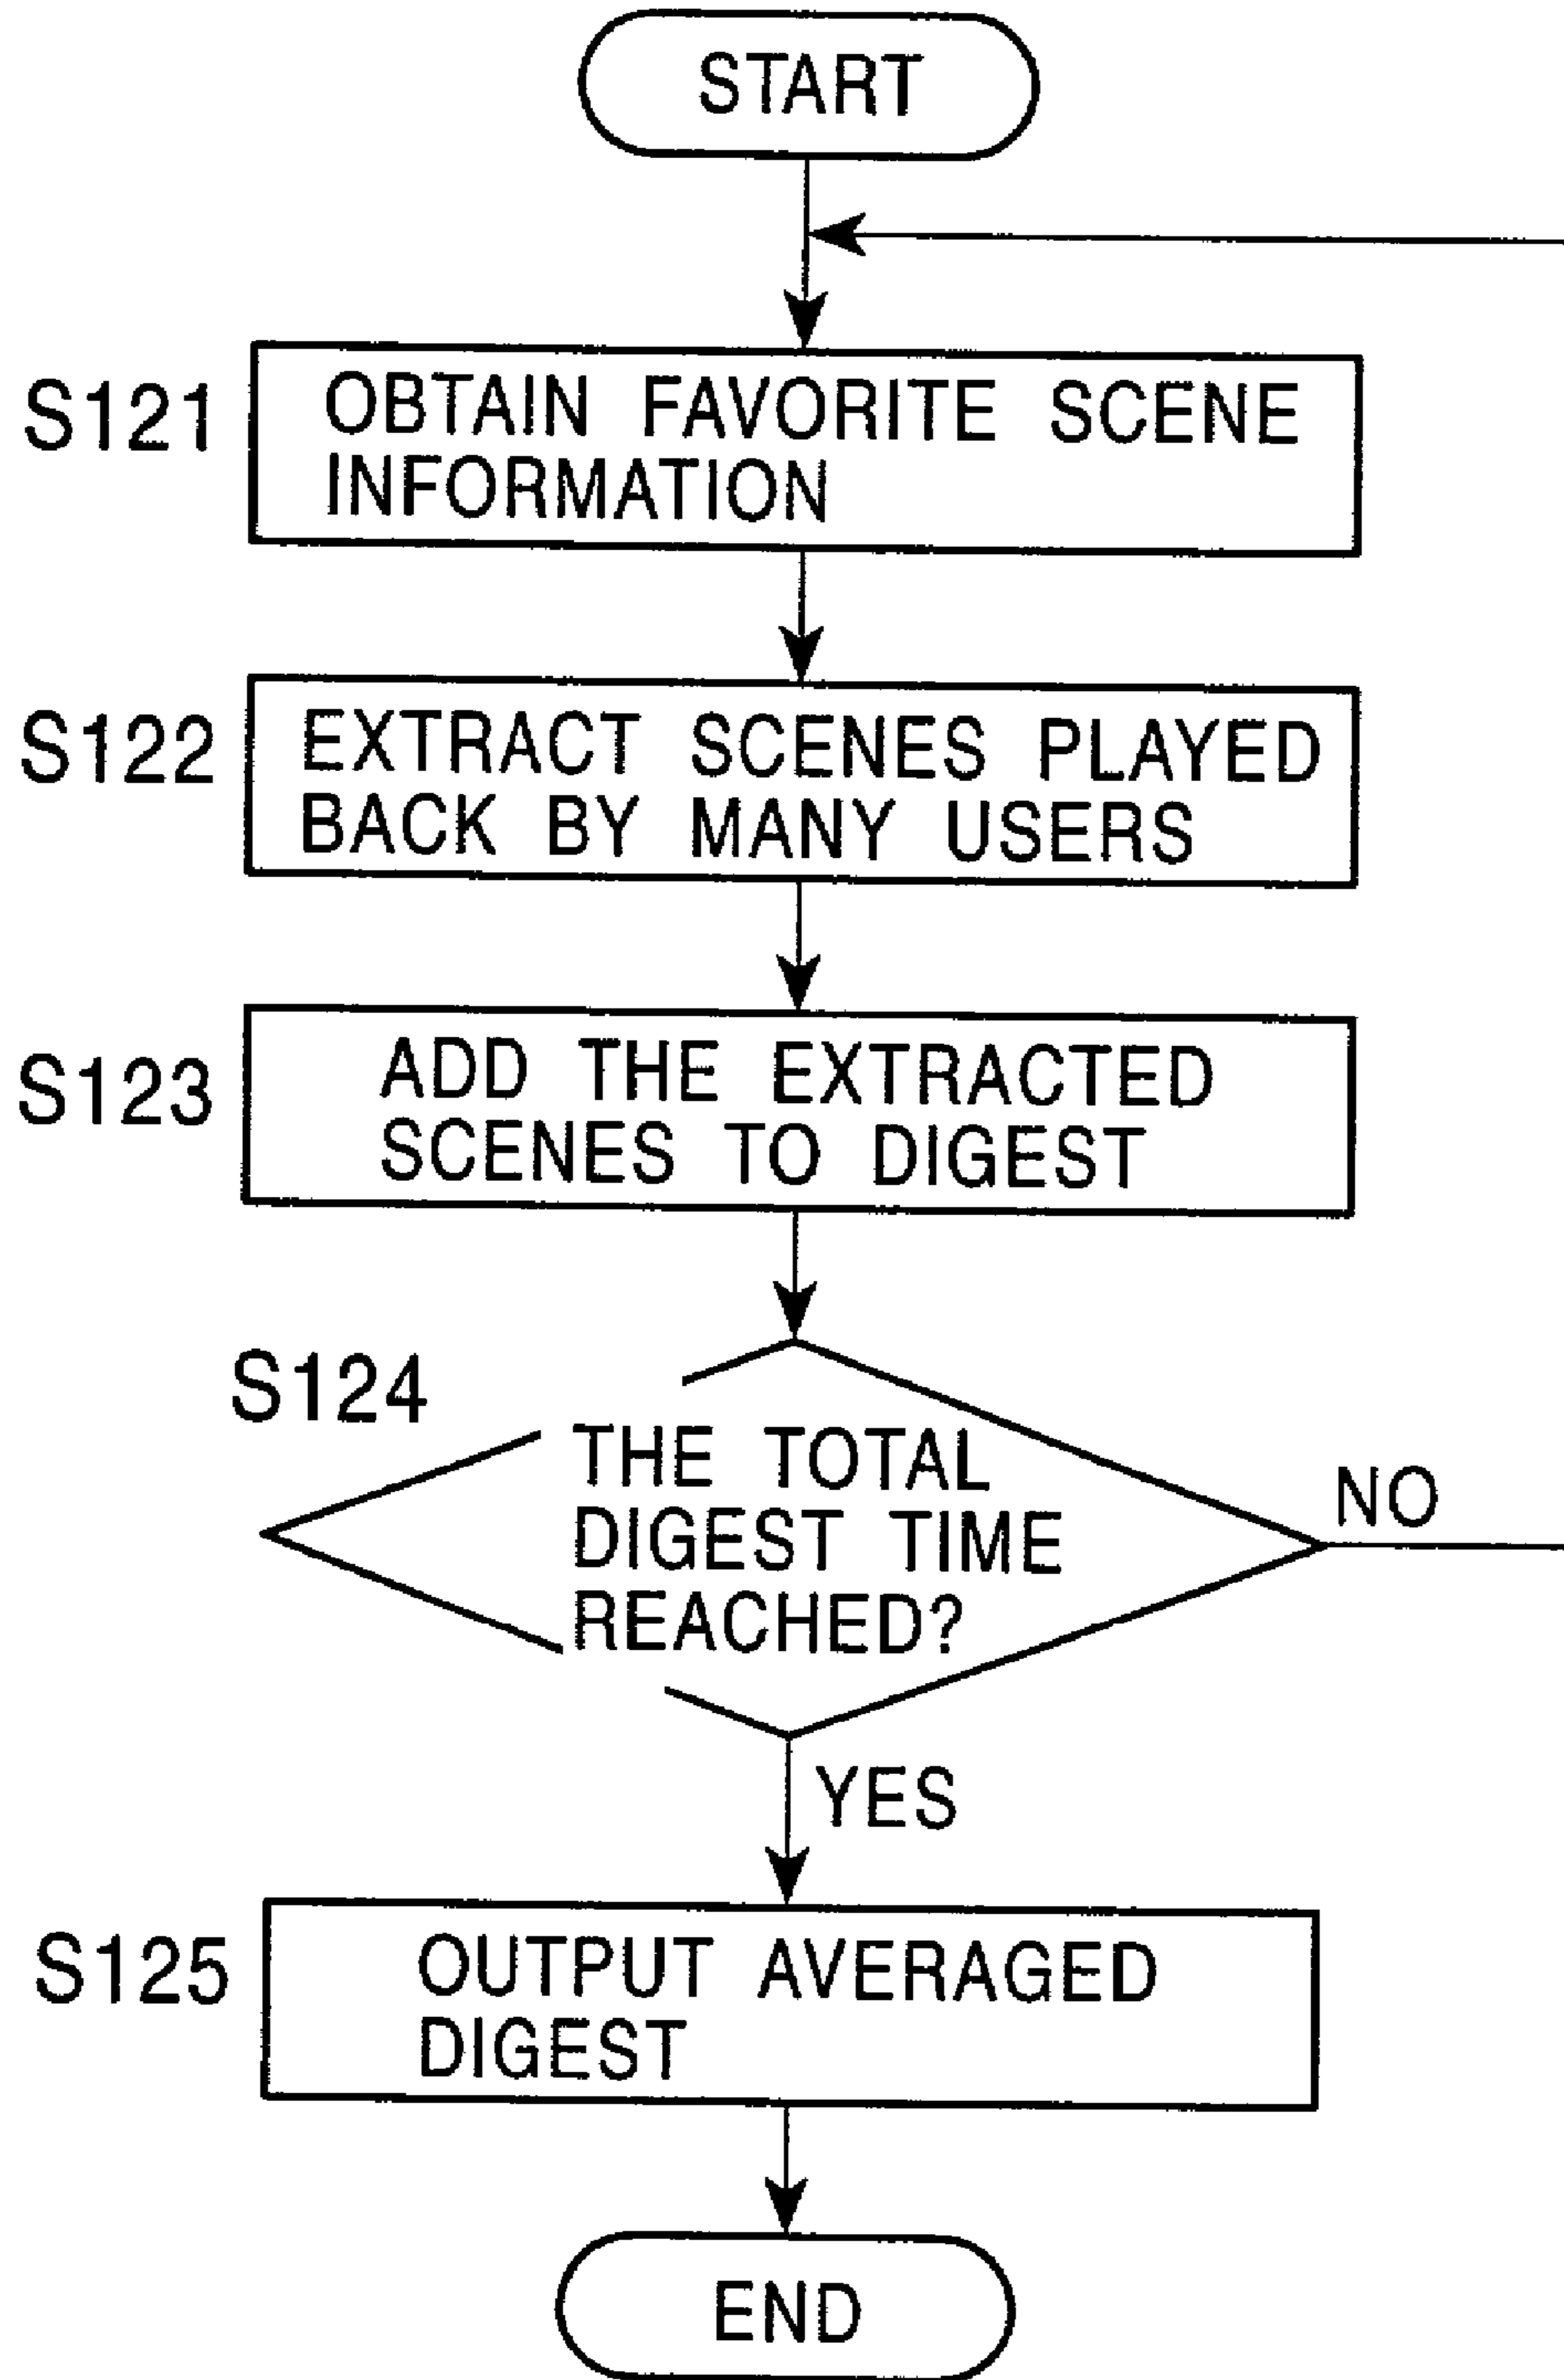 START
S121
OBTAIN FAVORITE SCENE
INFORMATION
S122
EXTRACT SCENES PLAYED
BACK BY MANY USERS
S123
ADD THE EXTRACTED
SCENES TO DIGEST
S124
THE TOTAL
DIGEST TIME
REACHED?
NO
YES
S125
OUTPUT AVERAGED
DIGEST
END